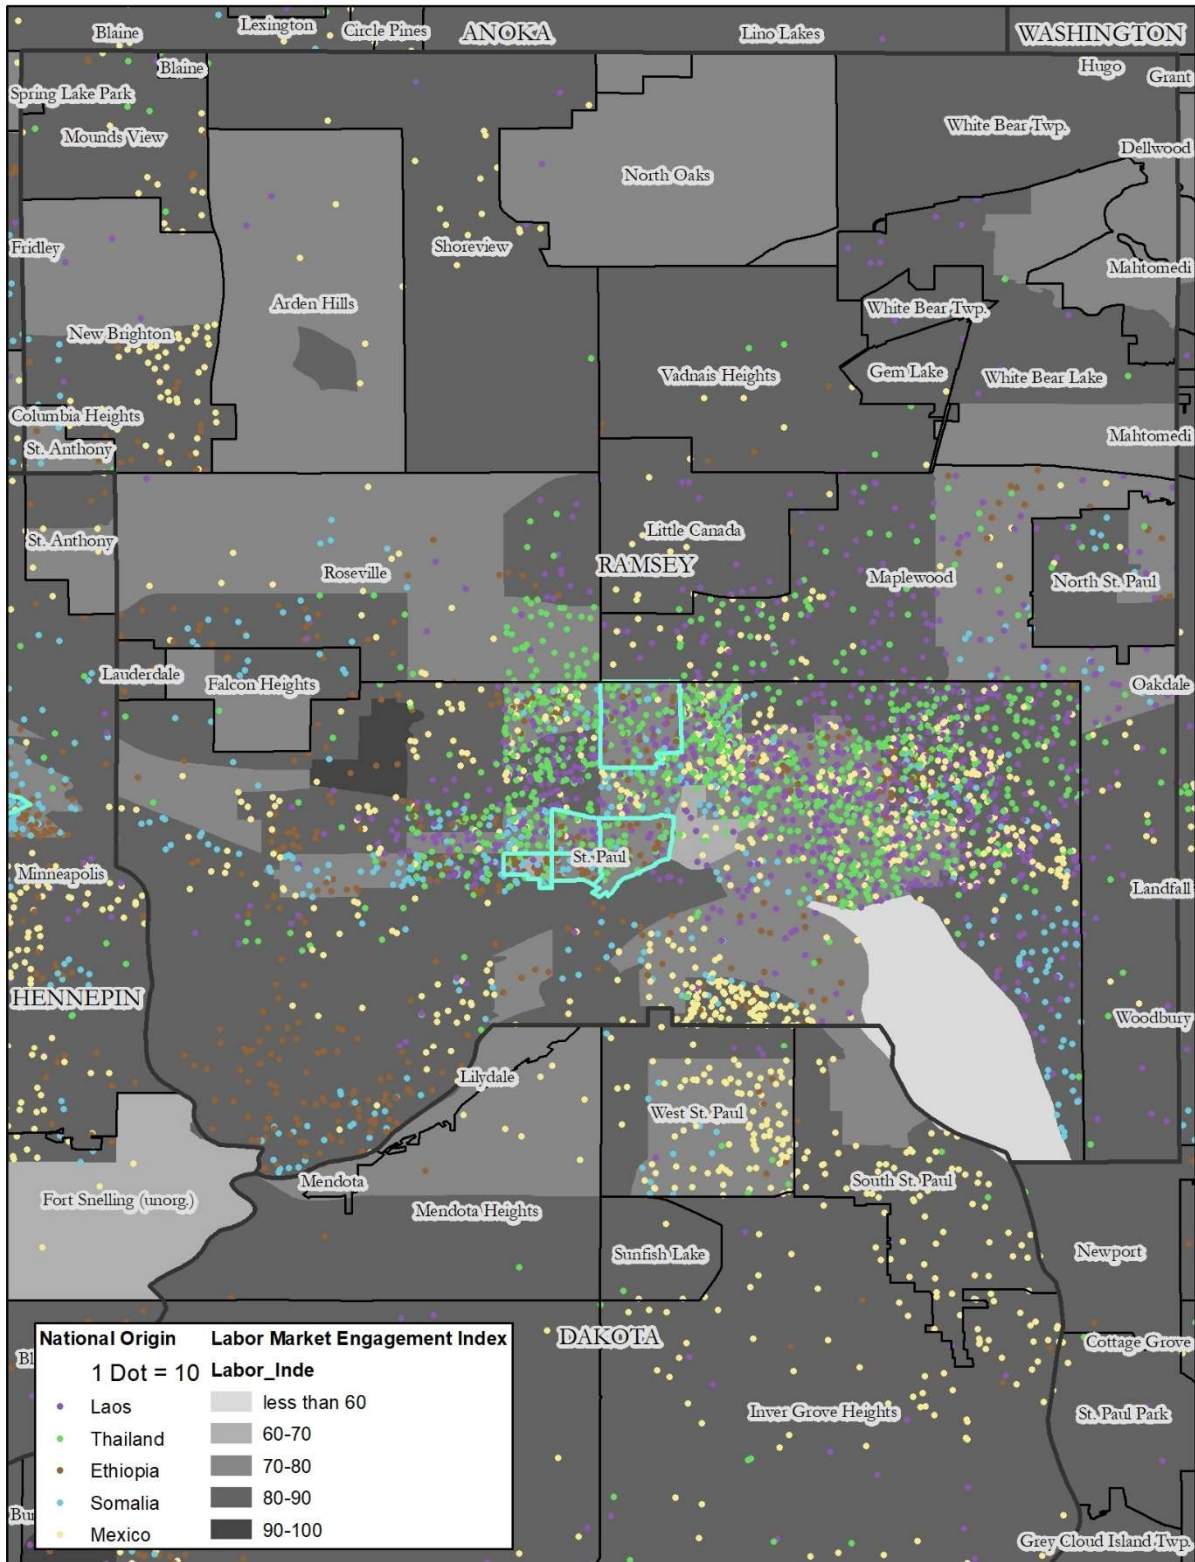 Blaine
Lexington
Circle Pines
ANOKA
Lino Lakes
WASHINGTON
Blaine
Hugo
Grant
Spring Lake Park
Mounds View
White Bear Twp.
Dellwood
North Oaks
Fridley
Shoreview
Mahtomedi
Arden Hills
White Bear Twp.
New Brighton
Vadnais Heights
Gem Lake
White Bear Lake
Columbia Heights
Mahtomedi
St. Anthony
St. Anthony
Little Canada
RAMSEY
Roseville
Maplewood
North St. Paul
Lauderdale
Falcon Heights
Oakdale
St. Paul
Minneapolis
Landfall
HENNEPIN
Woodbury
Lilydale
West St. Paul
Fort Snelling (unorg.)
Mendota
South St. Paul
Mendota Heights
Sunfish Lake
Newport
DAKOTA
Cottage Grove
Inver Grove Heights
St. Paul Park
Grey Cloud Island Twp.
National Origin
1 Dot = 10
Laos
Thailand
Ethiopia
Somalia
Mexico
Labor Market Engagement Index
Labor_Inde
less than 60
60-70
70-80
80-90
90-100